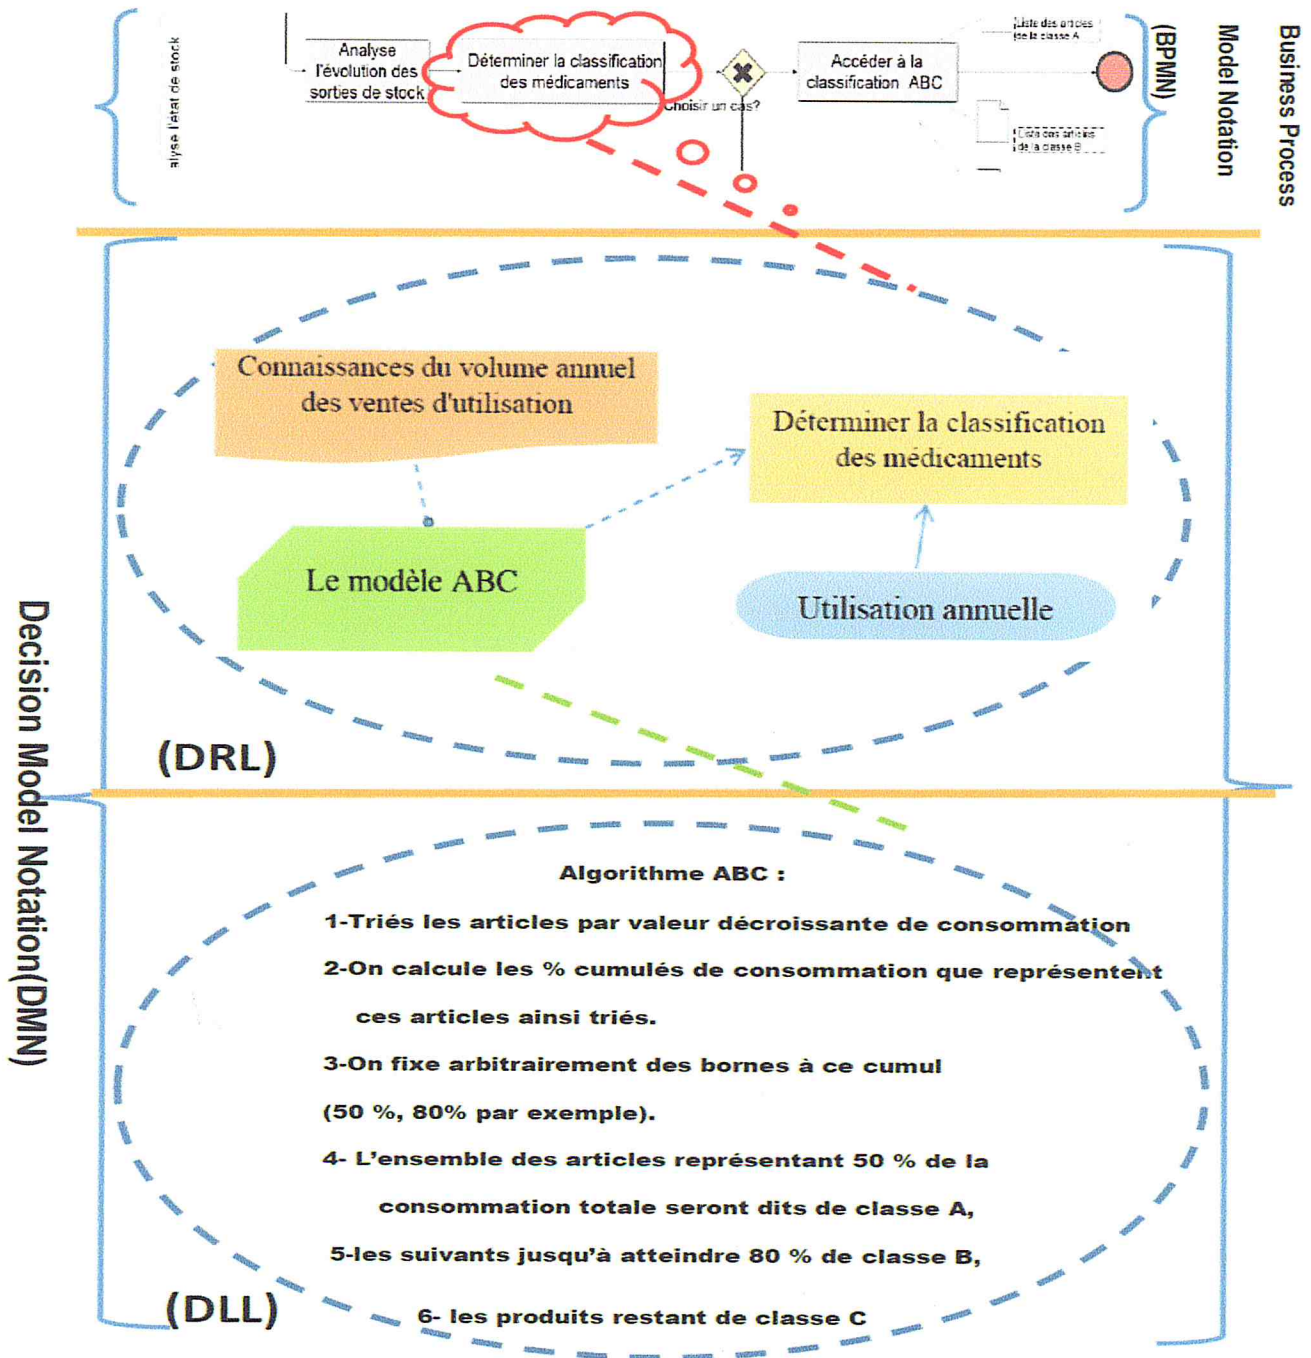 Business Process
Model Notation
(BPMN)
alyse l'état de stock
Analyse
l'évolution des
sorties de stock
Déterminer la classification
des médicaments
Choisir un cas?
Accéder à la
classification ABC
Liste des articles
de la classe A
Liste des articles
de la classe B
Connaissances du volume annuel
des ventes d'utilisation
Déterminer la classification
des médicaments
Le modèle ABC
Utilisation annuelle
(DRL)
Decision Model Notation(DMN)
Algorithme ABC :
1-Triés les articles par valeur décroissante de consommation
2-On calcule les % cumulés de consommation que représentent
ces articles ainsi triés.
3-On fixe arbitrairement des bornes à ce cumul
(50 %, 80% par exemple).
4- L'ensemble des articles représentant 50 % de la
consommation totale seront dits de classe A,
5-les suivants jusqu'à atteindre 80 % de classe B,
6- les produits restant de classe C
(DLL)